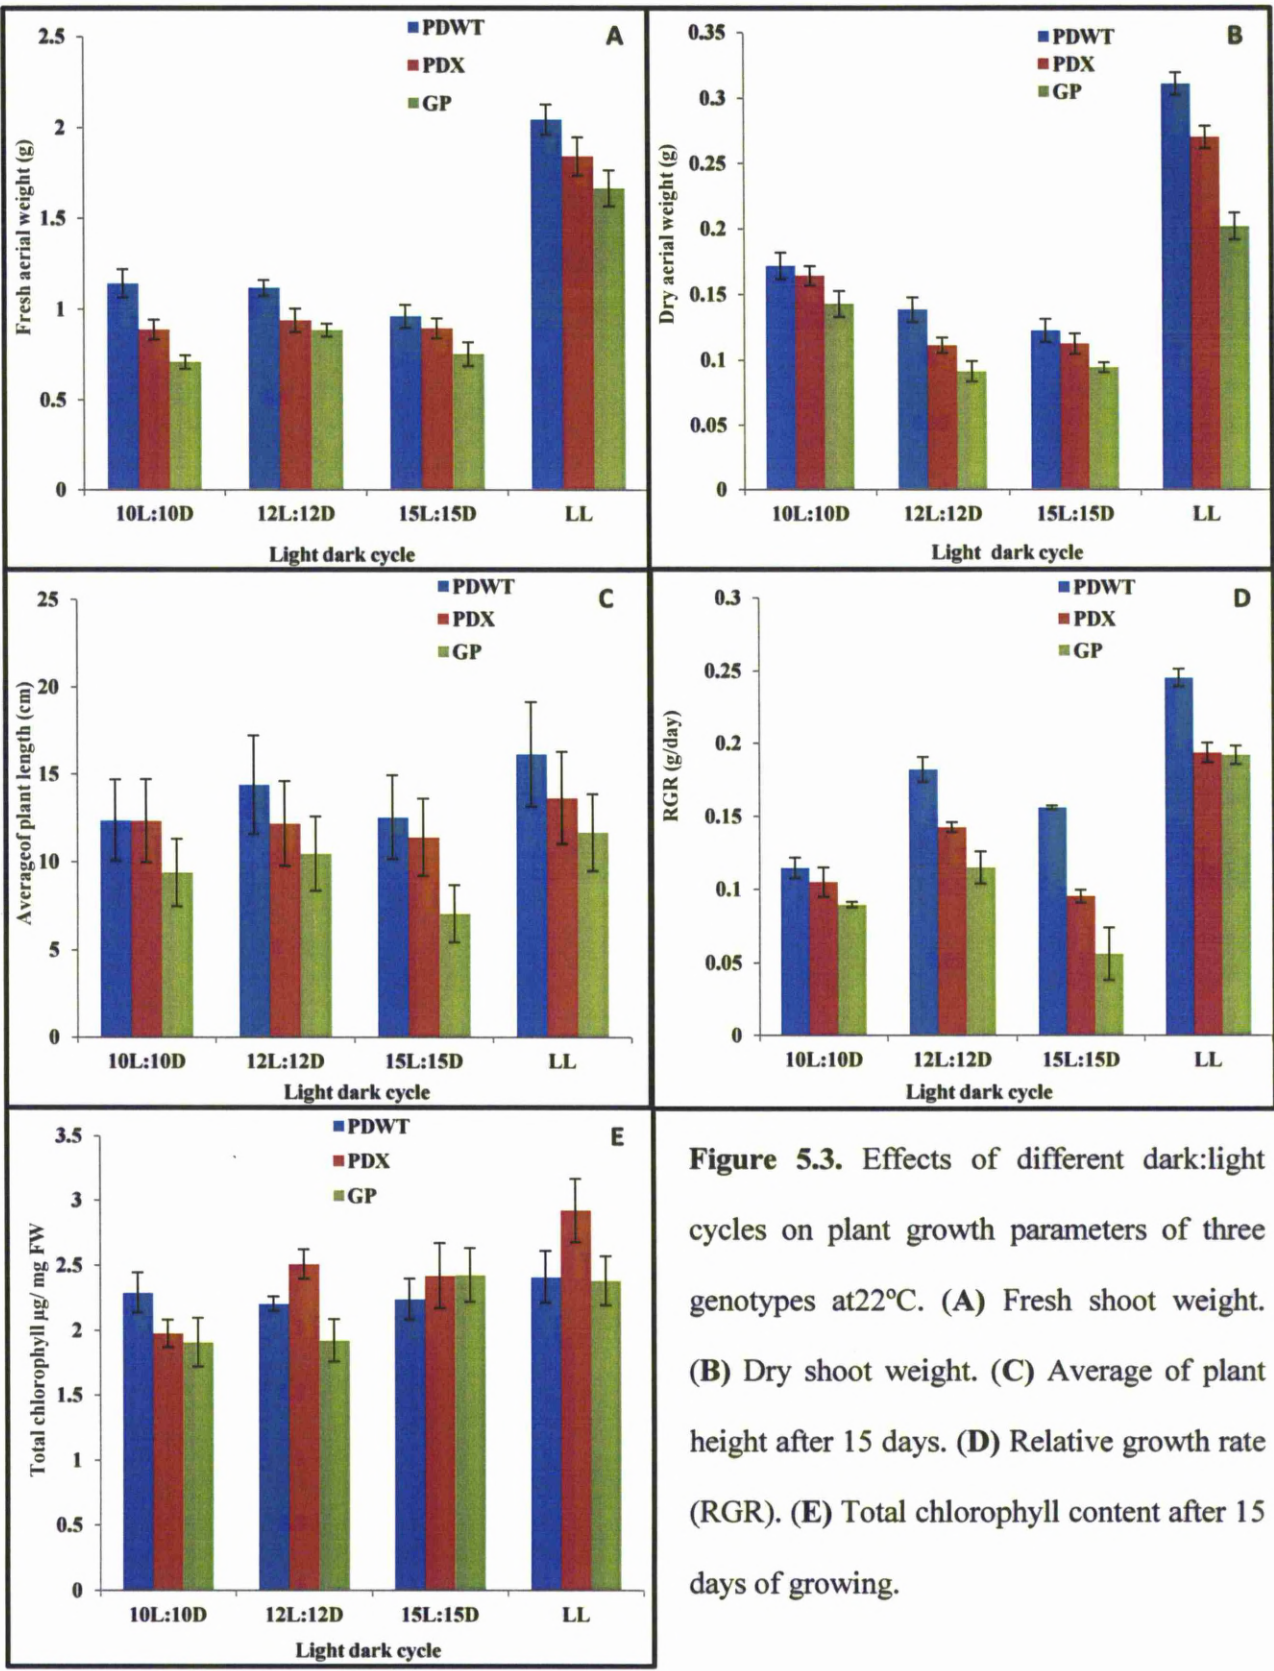 PDWT
PDX
GP
A
2.5
2
1.5
1
0.5
0
Fresh aerial weight (g)
10L:10D 12L:12D 15L:15D LL
Light dark cycle
PDWT
PDX
GP
B
0.35
0.3
0.25
0.2
0.15
0.1
0.05
0
Dry aerial weight (g)
10L:10D 12L:12D 15L:15D LL
Light dark cycle
PDWT
PDX
GP
C
25
20
15
10
5
0
Averageof plant length (cm)
10L:10D 12L:12D 15L:15D LL
Light dark cycle
PDWT
PDX
GP
D
0.3
0.25
0.2
0.15
0.1
0.05
0
RGR (g/day)
10L:10D 12L:12D 15L:15D LL
Light dark cycle
PDWT
PDX
GP
E
3.5
3
2.5
2
1.5
1
0.5
0
Total chlorophyll µg/ mg FW
10L:10D 12L:12D 15L:15D LL
Light dark cycle
Figure 5.3. Effects of different dark:light
cycles on plant growth parameters of three
genotypes at22ºC. (A) Fresh shoot weight.
(B) Dry shoot weight. (C) Average of plant
height after 15 days. (D) Relative growth rate
(RGR). (E) Total chlorophyll content after 15
days of growing.